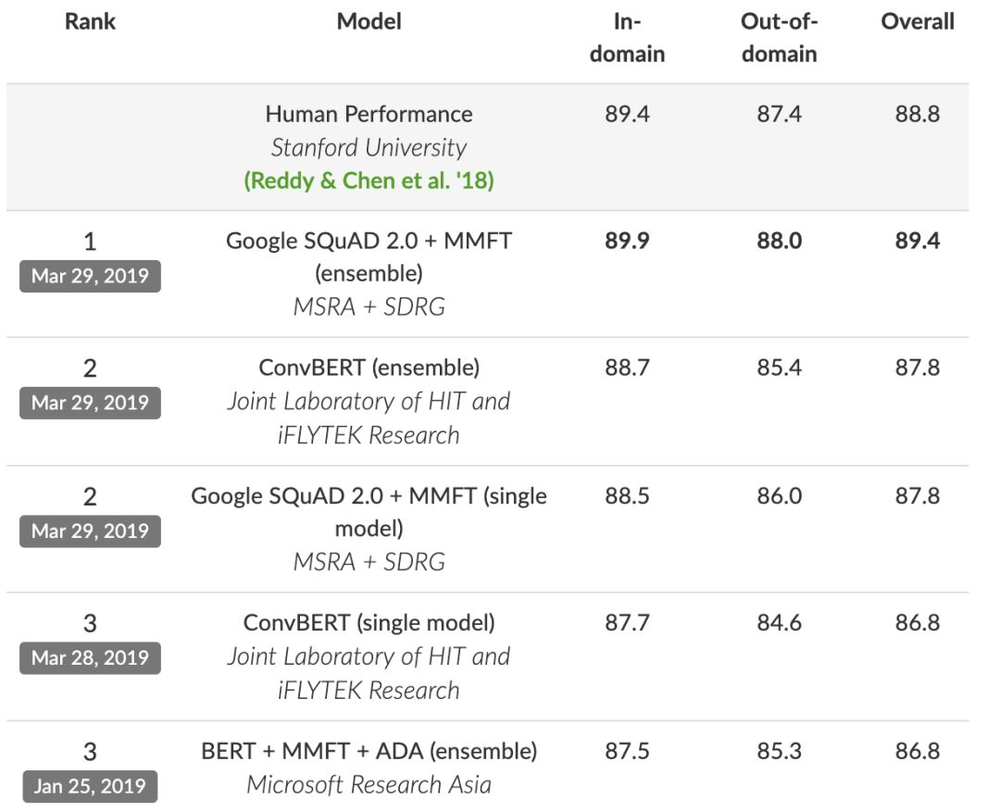 Rank Model In- Out-of- Overall
domain domain
Human Performance 89.4 87.4 88.8
Stanford University
(Reddy & Chen et al. '18)
1 Google SQuAD 2.0 + MMFT 89.9 88.0 89.4
Mar 29, 2019 (ensemble)
MSRA + SDRG
2 ConvBERT (ensemble) 88.7 85.4 87.8
Mar 29, 2019 Joint Laboratory of HIT and
iFLYTEK Research
2 Google SQuAD 2.0 + MMFT (single 88.5 86.0 87.8
Mar 29, 2019 model)
MSRA + SDRG
3 ConvBERT (single model) 87.7 84.6 86.8
Mar 28, 2019 Joint Laboratory of HIT and
iFLYTEK Research
3 BERT + MMFT + ADA (ensemble) 87.5 85.3 86.8
Jan 25, 2019 Microsoft Research Asia